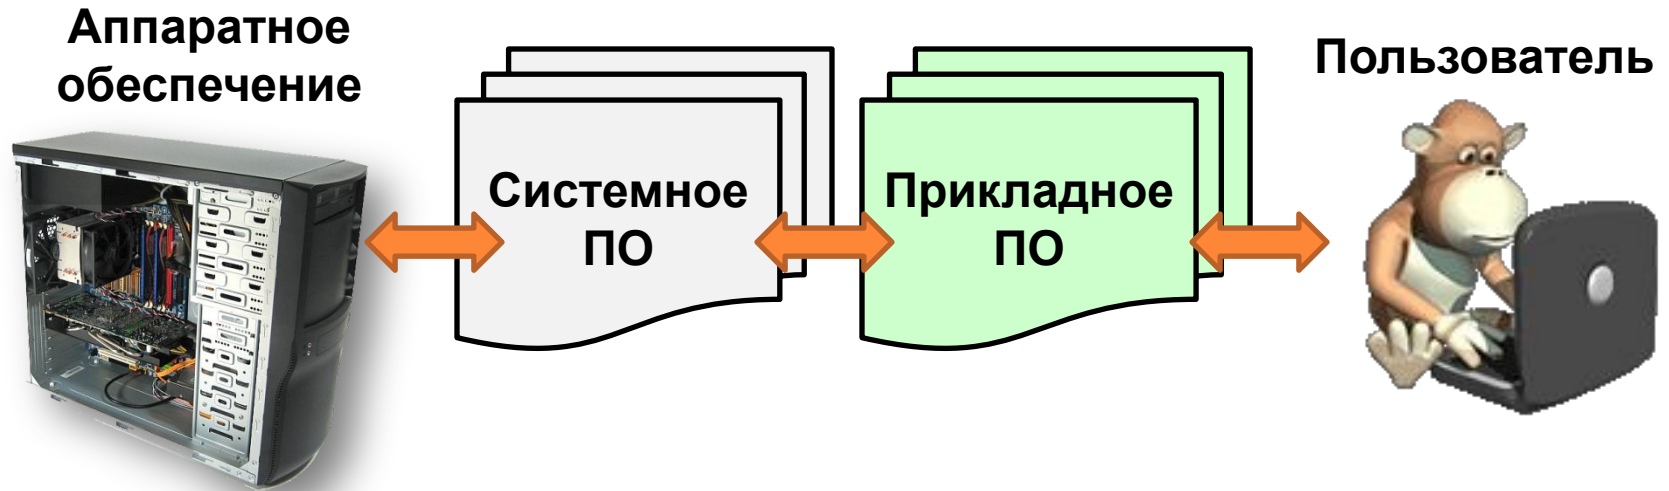 Аппаратное
обеспечение
Системное
ПО
Прикладное
ПО
Пользователь